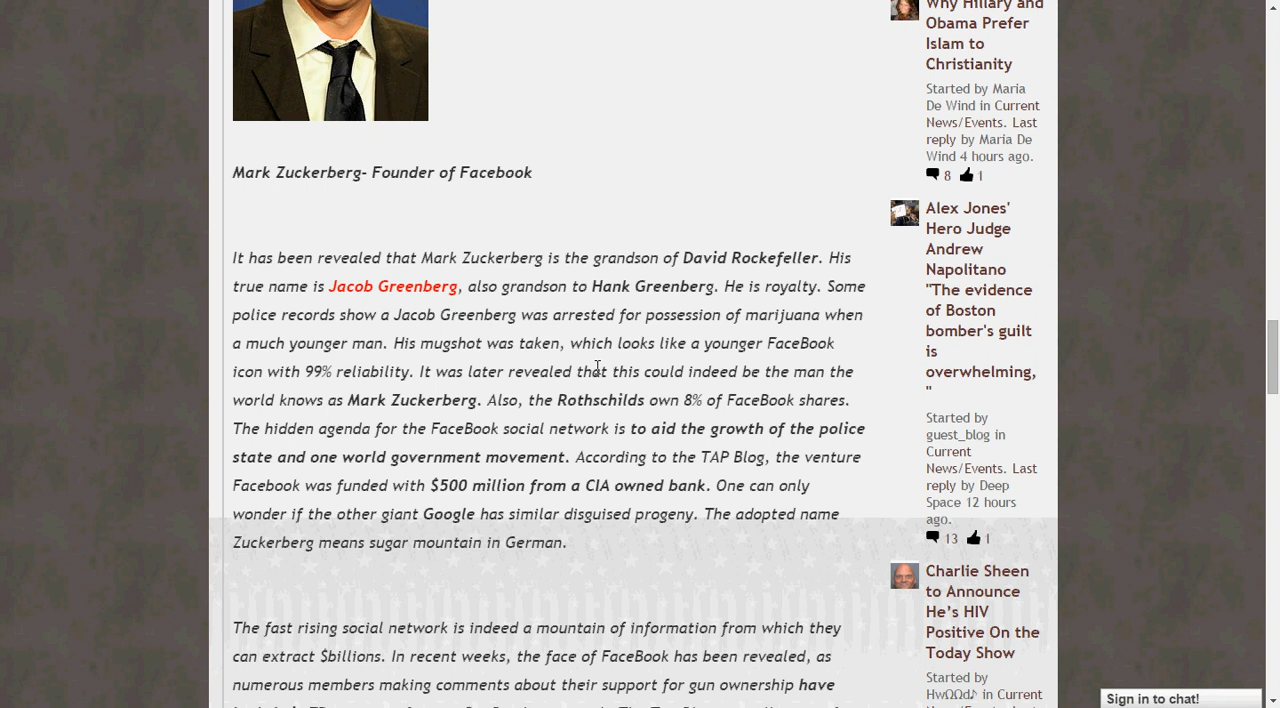 Mark Zuckerberg- Founder of Facebook
It has been revealed that Mark Zuckerberg is the grandson of David Rockefeller. His
true name is Jacob Greenberg, also grandson to Hank Greenberg. He is royalty. Some
police records show a Jacob Greenberg was arrested for possession of marijuana when
a much younger man. His mugshot was taken, which looks like a younger FaceBook
icon with 99% reliability. It was later revealed that this could indeed be the man the
world knows as Mark Zuckerberg. Also, the Rothschilds own 8% of FaceBook shares.
The hidden agenda for the FaceBook social network is to aid the growth of the police
state and one world government movement. According to the TAP Blog, the venture
Facebook was funded with $500 million from a CIA owned bank. One can only
wonder if the other giant Google has similar disguised progeny. The adopted name
Zuckerberg means sugar mountain in German.
The fast rising social network is indeed a mountain of information from which they
can extract $billions. In recent weeks, the face of FaceBook has been revealed, as
numerous members making comments about their support for gun ownership have
Why Hillary and
Obama Prefer
Islam to
Christianity
Started by Maria
De Wind in Current
News/Events. Last
reply by Maria De
Wind 4 hours ago.
8 1
Alex Jones'
Hero Judge
Andrew
Napolitano
"The evidence
of Boston
bomber's guilt
is
overwhelming,
"
Started by
guest_blog in
Current
News/Events. Last
reply by Deep
Space 12 hours
ago.
13 1
Charlie Sheen
to Announce
He's HIV
Positive On the
Today Show
Started by
HwΩΩd♪ in Current
Sign in to chat!